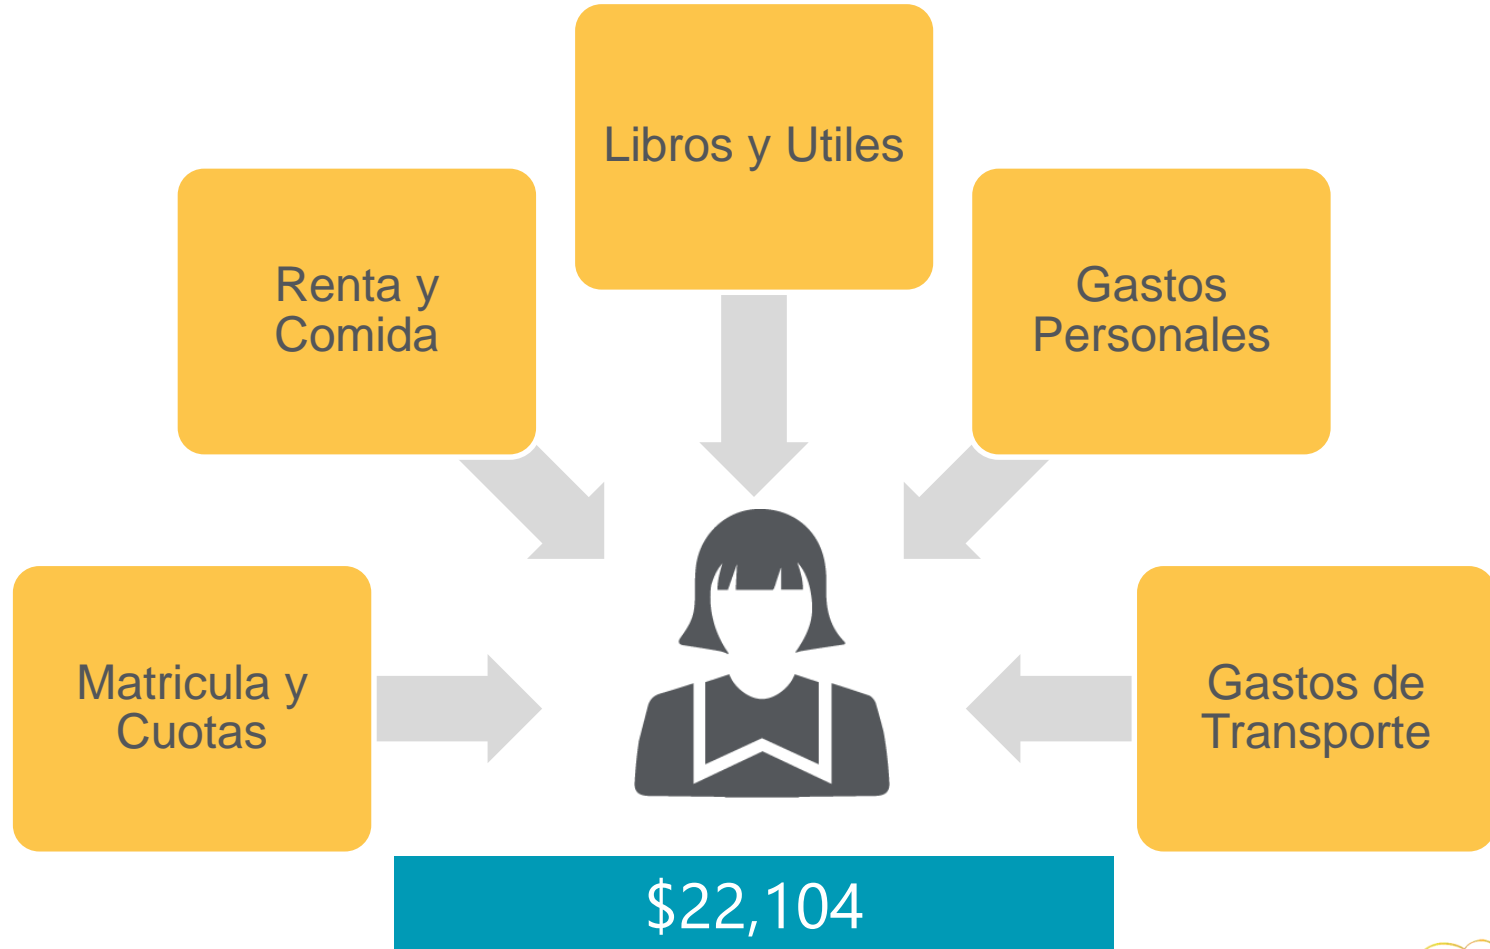 Libros y Utiles
Renta y
Comida
Gastos
Personales
Matricula y
Cuotas
Gastos de
Transporte
$22,104